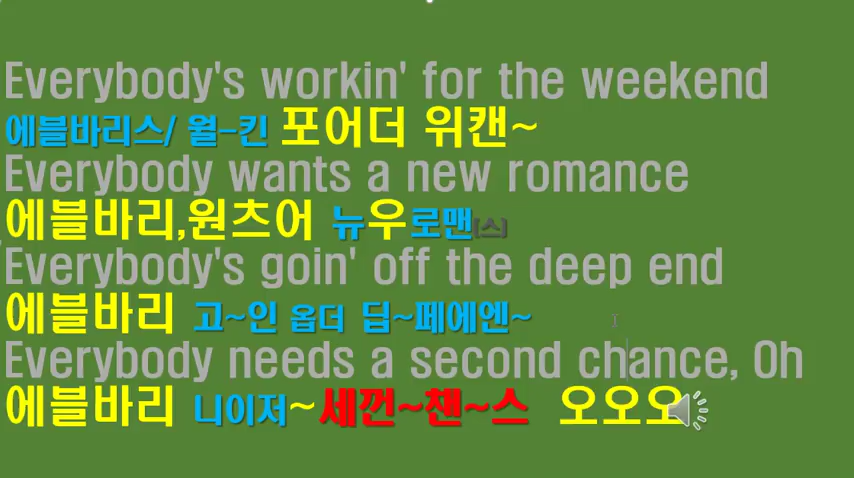 Everybody's workin' for the weekend
에블바리스/ 월-킨 포어더 위캔~
Everybody wants a new romance
에블바리,원츠어 뉴우로맨[스]
Everybody's goin' off the deep end
에블바리 고~인 옵더 딥~페에엔~
Everybody needs a second chance, Oh
에블바리 니이저~세껀~챈~스 오오오